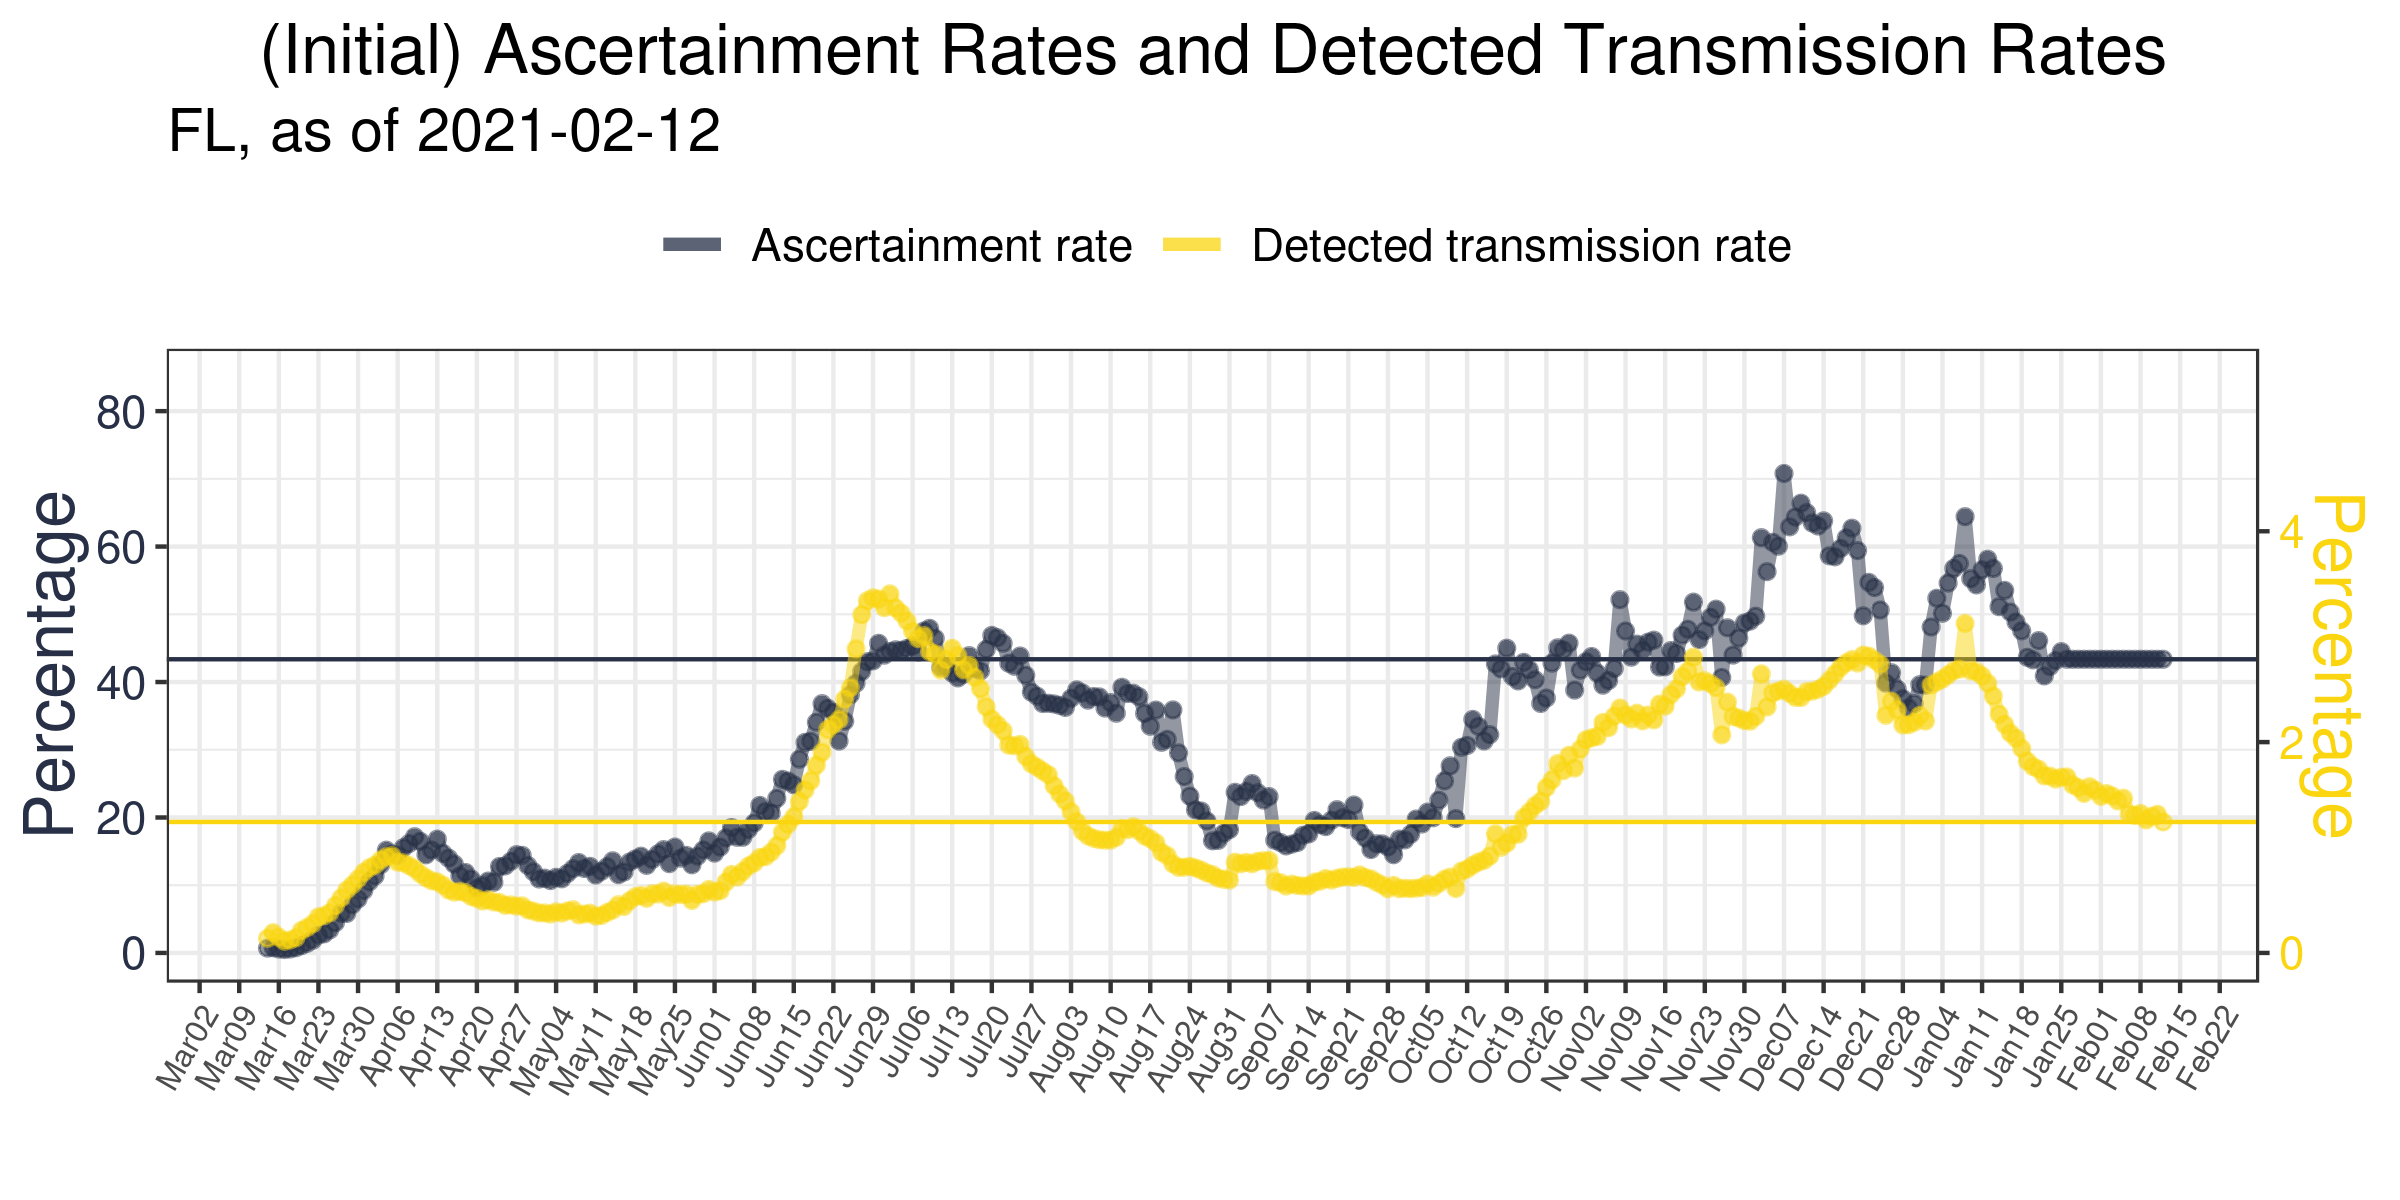 (Initial) Ascertainment Rates and Detected Transmission Rates
FL, as of 2021-02-12
Ascertainment rate Detected transmission rate
Percentage
80
60
40
20
0
4
2
0
Percentage
Mar02 Mar09 Mar16 Mar23 Mar30 Apr06 Apr13 Apr20 Apr27 May04 May11 May18 May25 Jun01 Jun08 Jun15 Jun22 Jun29 Jul06 Jul13 Jul20 Jul27 Aug03 Aug10 Aug17 Aug24 Aug31 Sep07 Sep14 Sep21 Sep28 Oct05 Oct12 Oct19 Oct26 Nov02 Nov09 Nov16 Nov23 Nov30 Dec07 Dec14 Dec21 Dec28 Jan04 Jan11 Jan18 Jan25 Feb01 Feb08 Feb15 Feb22